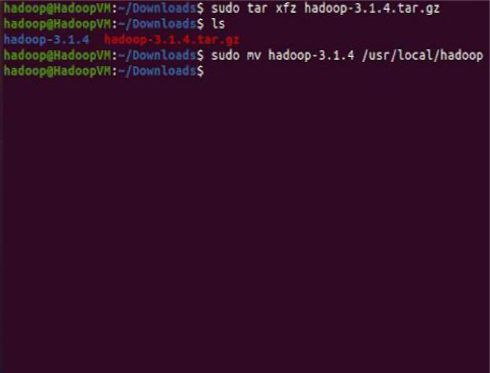 hadoop@HadoopVM:~/Downloads$ sudo tar xfz hadoop-3.1.4.tar.gz
hadoop@HadoopVM:~/Downloads$ ls
hadoop-3.1.4  hadoop-3.1.4.tar.gz
hadoop@HadoopVM:~/Downloads$ sudo mv hadoop-3.1.4 /usr/local/hadoop
hadoop@HadoopVM:~/Downloads$